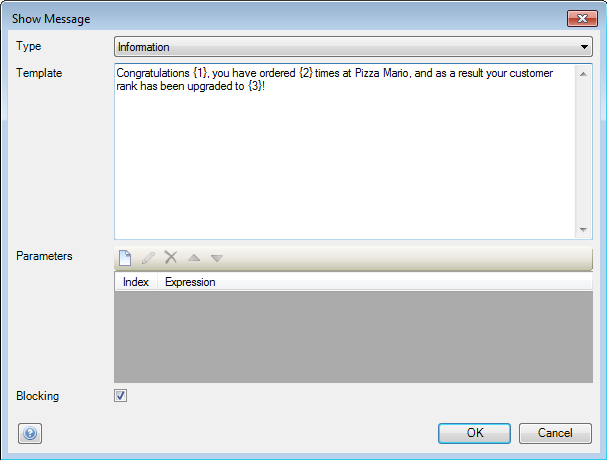 Show Message
Type
Information
Template
Congratulations {1}, you have ordered {2} times at Pizza Mario, and as a result your customer
rank has been upgraded to {3}!
Parameters
Index Expression
Blocking
?
OK Cancel